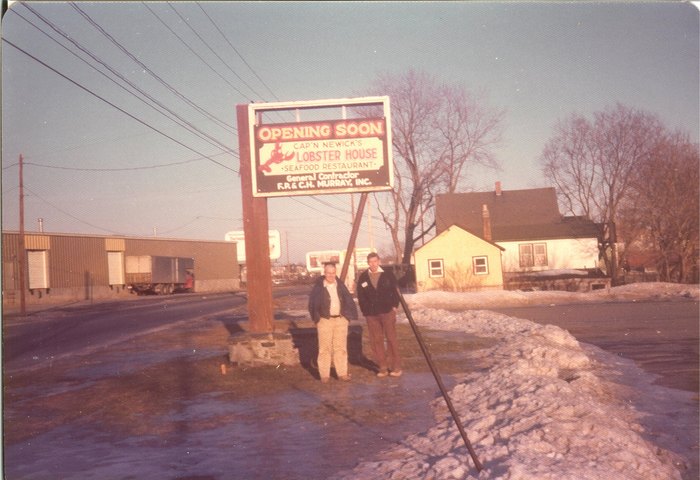 OPENING SOON
CAP'N NEWICK'S
LOBSTER HOUSE
• SEAFOOD RESTAURANT •
General Contractor
F.R. & C.H. MURRAY, INC.